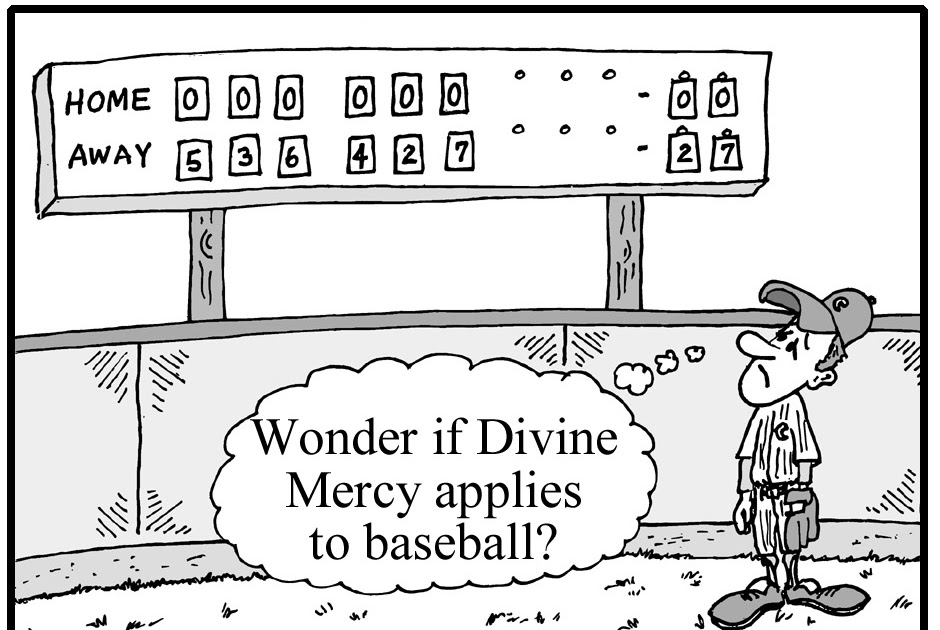 HOME 0 0 0 0 0 0 - 0 0
AWAY 5 3 6 4 2 7 - 2 7
C
C
Wonder if Divine
Mercy applies
to baseball?